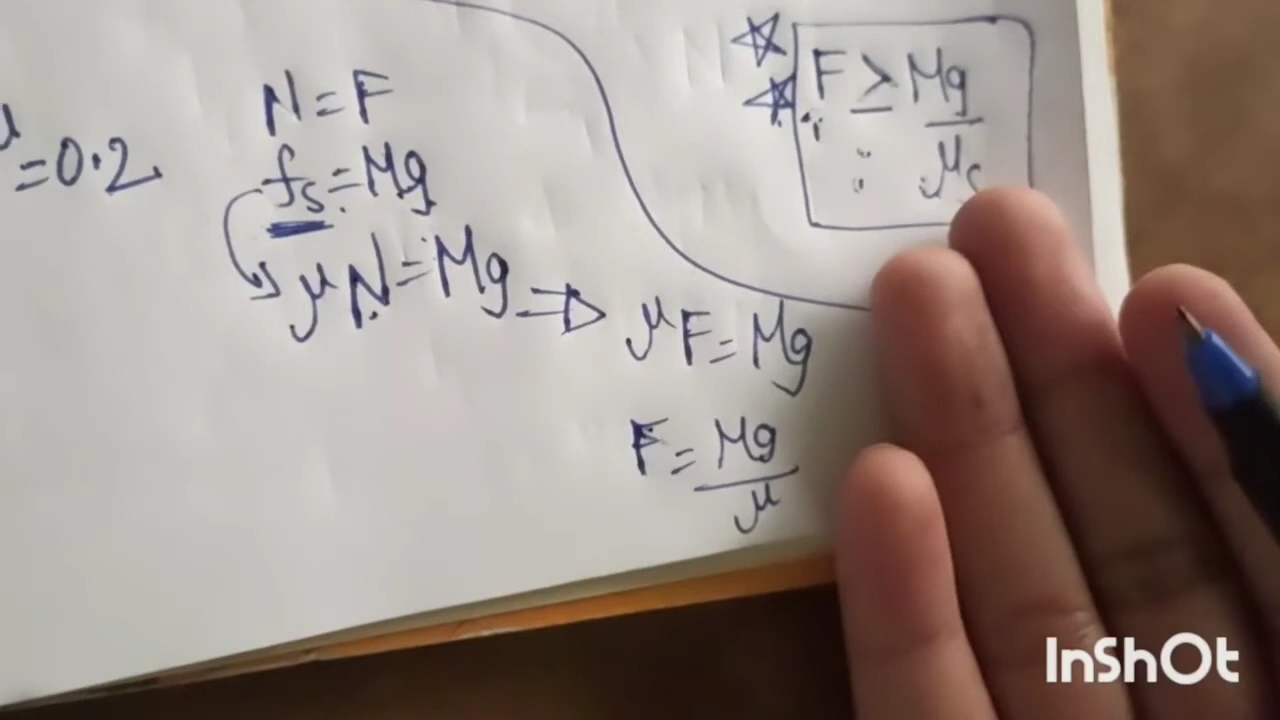 μ=0.2
N=F
fs=Mg
μN=Mg ⇒ μF=Mg
F=Mg/μ
F≥Mg/μs
InShOt